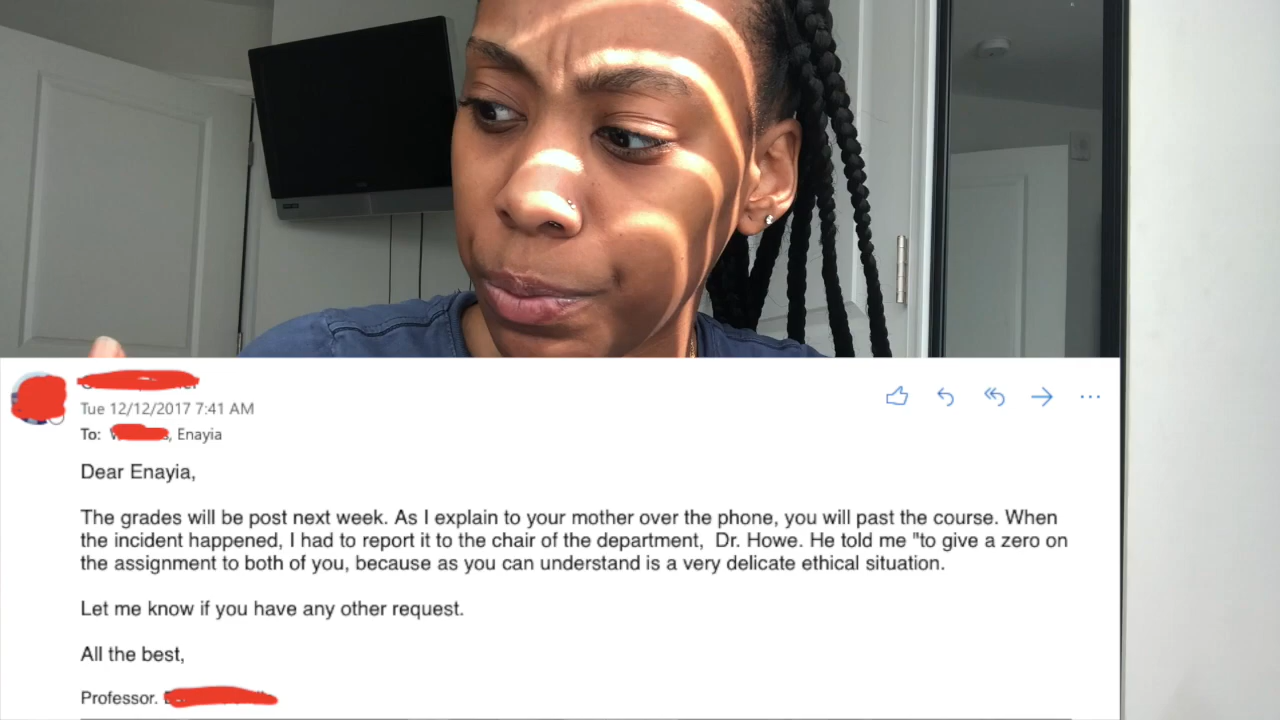 Tue 12/12/2017 7:41 AM
To: , Enayia
Dear Enayia,
The grades will be post next week. As I explain to your mother over the phone, you will past the course. When
the incident happened, I had to report it to the chair of the department, Dr. Howe. He told me "to give a zero on
the assignment to both of you, because as you can understand is a very delicate ethical situation.
Let me know if you have any other request.
All the best,
Professor.